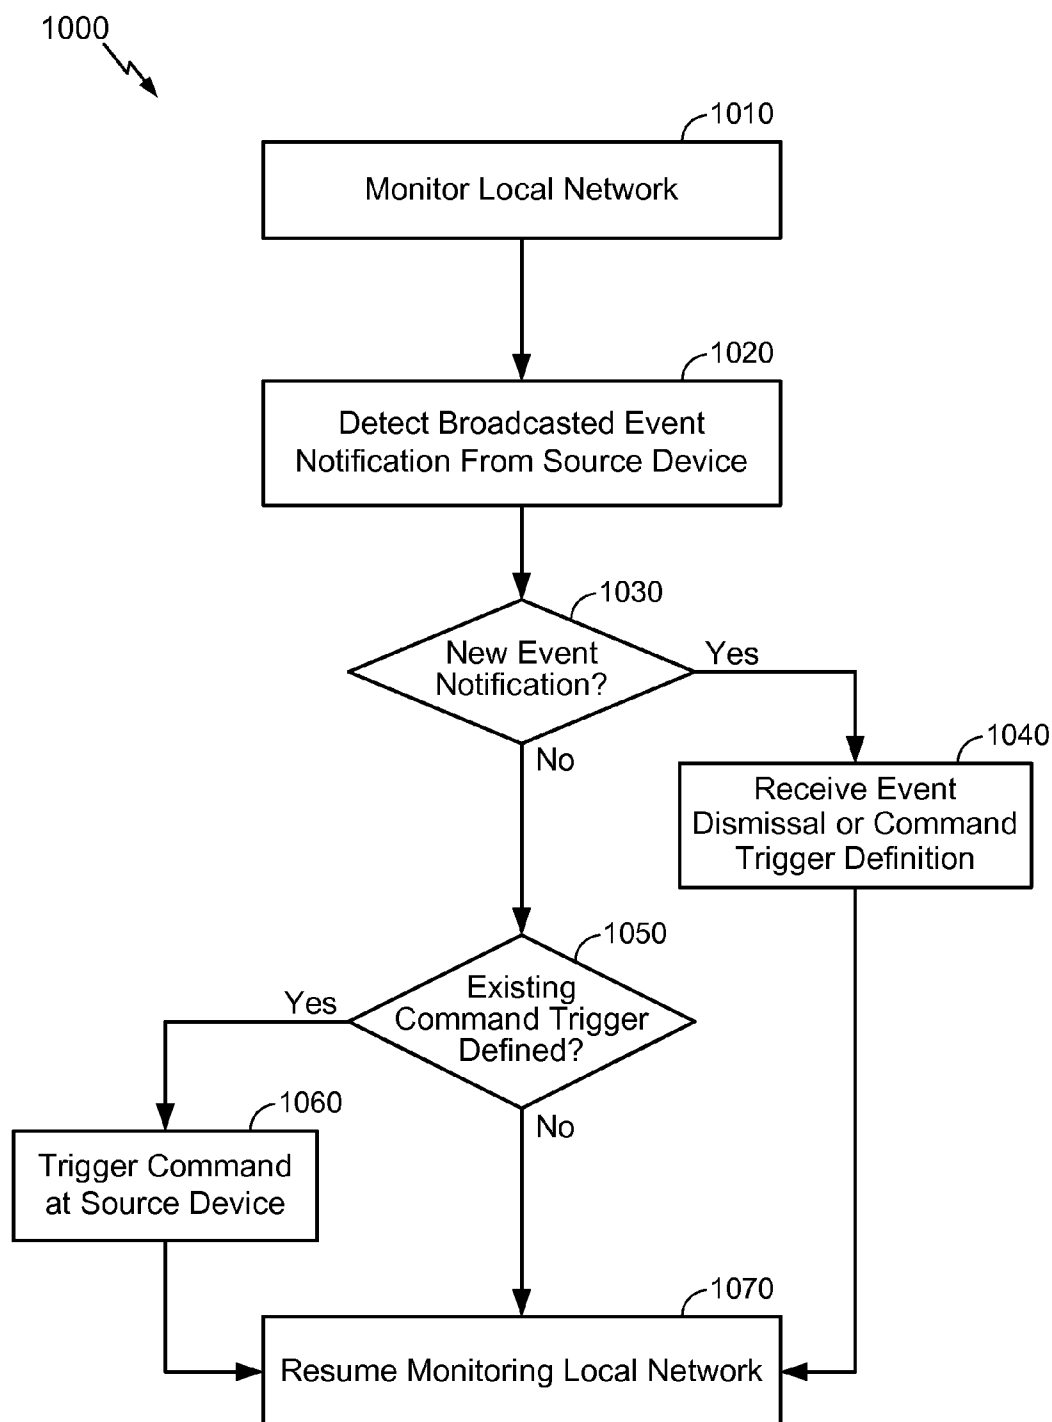 1000
1010
Monitor Local Network
1020
Detect Broadcasted Event
Notification From Source Device
1030
New Event
Notification?
Yes
No
1040
Receive Event
Dismissal or Command
Trigger Definition
1050
Existing
Command Trigger
Defined?
Yes
No
1060
Trigger Command
at Source Device
1070
Resume Monitoring Local Network